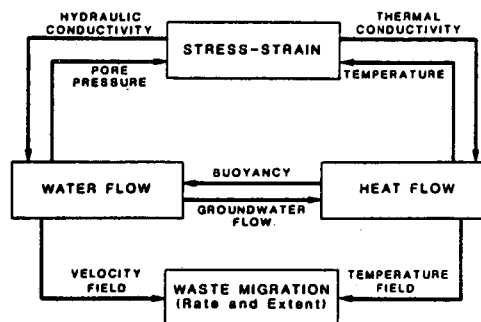 HYDRAULIC
CONDUCTIVITY
THERMAL
CONDUCTIVITY
STRESS-STRAIN
PORE
PRESSURE
TEMPERATURE
WATER FLOW
BUOYANCY
GROUNDWATER
FLOW.
HEAT FLOW
VELOCITY
FIELD
WASTE MIGRATION
(Rate and Extent)
TEMPERATURE
FIELD